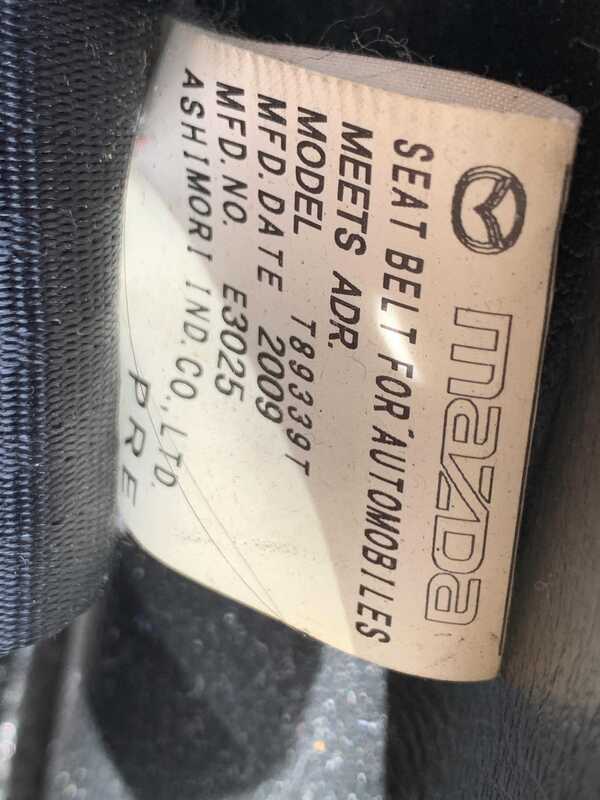 mazda
SEAT BELT FOR AUTOMOBILES
MEETS ADR.
MODEL T89339T
MFD. DATE 2009
MFD. NO. E3025
ASHIMORI IND. CO., LTD.
PRE